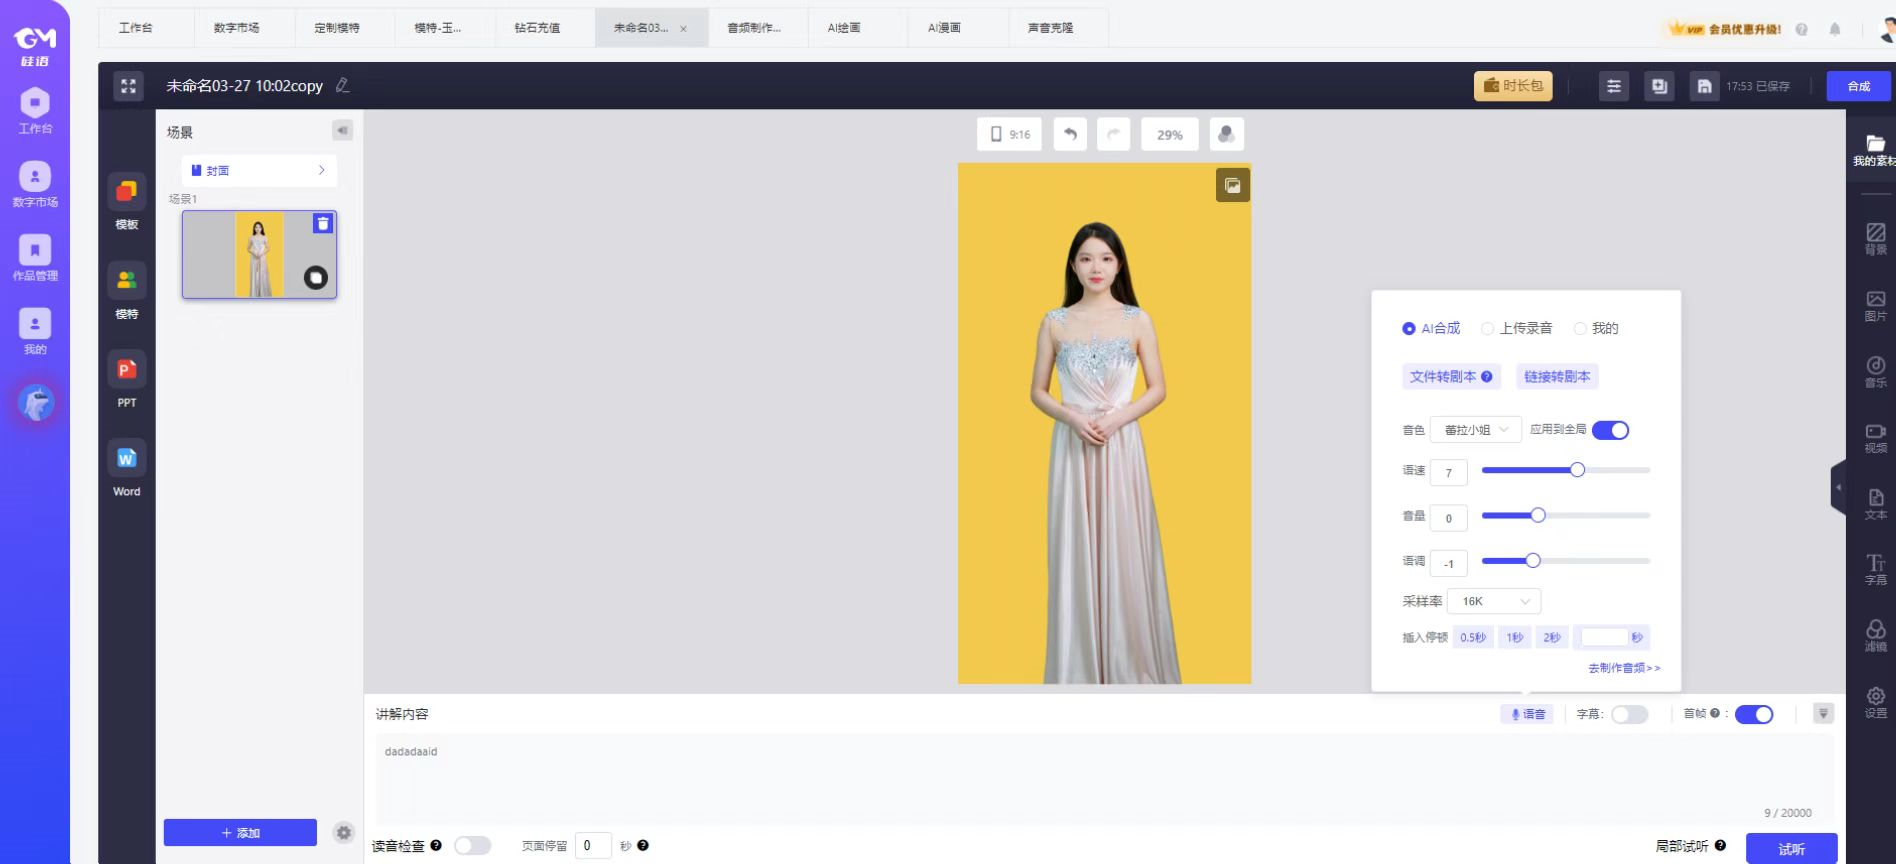 工作台
数字市场
定制模特
模特-玉...
钻石充值
未命名03... ×
音频制作...
AI绘画
AI漫画
声音克隆
VIP 会员优惠升级!
硅语
工作台
数字市场
作品管理
我的
未命名03-27 10:02copy
时长包
17:53 已保存
合成
模板
模特
PPT
Word
场景
封面
场景1
+ 添加
9:16
29%
AI合成 上传录音 我的
文件转剧本 链接转剧本
音色 蕾拉小姐 应用到全局
语速 7
音量 0
语调 -1
采样率 16K
插入停顿 0.5秒 1秒 2秒 秒
去制作音频>>
讲解内容
语音 字幕: 首帧 :
dadadaaid
9 / 20000
读音检查 页面停留 0 秒
局部试听 试听
我的素材
背景
图片
音乐
视频
文本
字幕
滤镜
设置